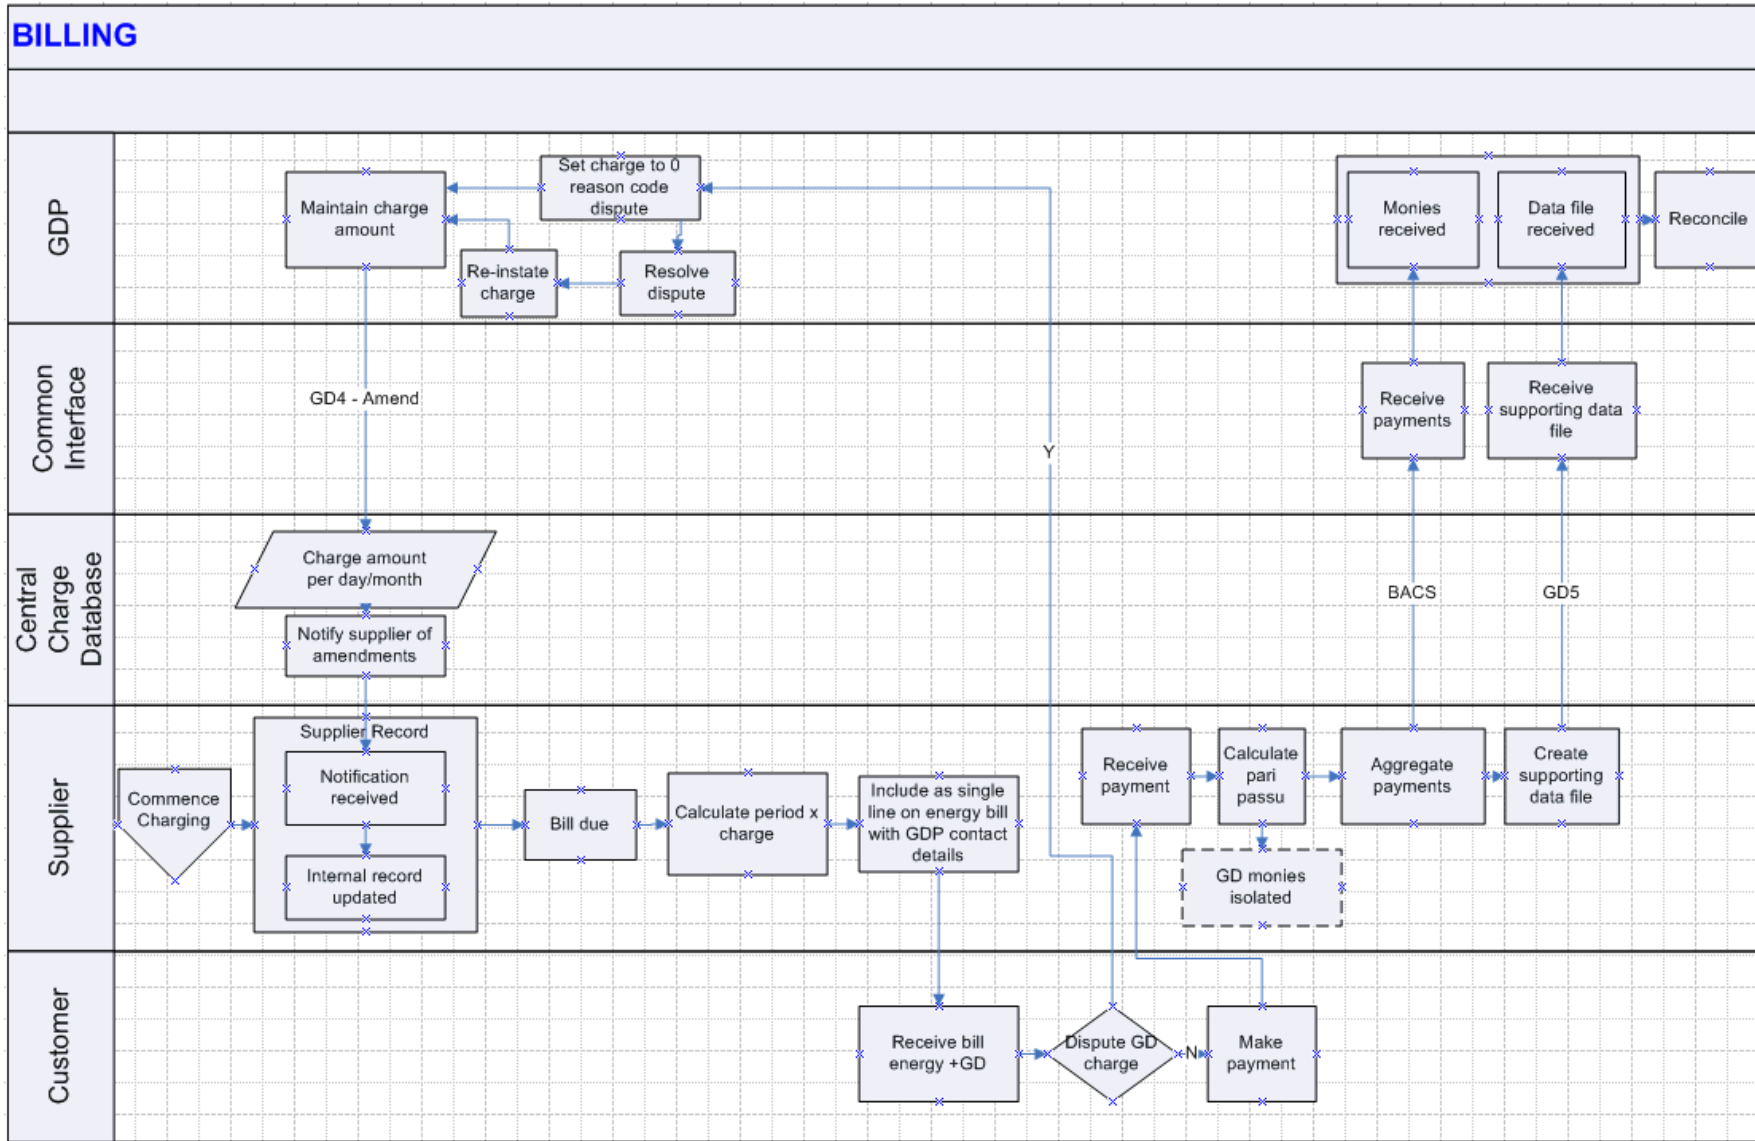 BILLING
GDP
Set charge to 0
reason code
dispute
Maintain charge
amount
Re-instate
charge
Resolve
dispute
Monies
received
Data file
received
Reconcile
Common
Interface
GD4 - Amend
Y
Receive
payments
Receive
supporting data
file
Central
Charge
Database
Charge amount
per day/month
Notify supplier of
amendments
BACS
GD5
Supplier
Commence
Charging
Supplier Record
Notification
received
Internal record
updated
Bill due
Calculate period x
charge
Include as single
line on energy bill
with GDP contact
details
Receive
payment
Calculate
pari
passu
GD monies
isolated
Aggregate
payments
Create
supporting
data file
Customer
Receive bill
energy +GD
Dispute GD
charge
N
Make
payment